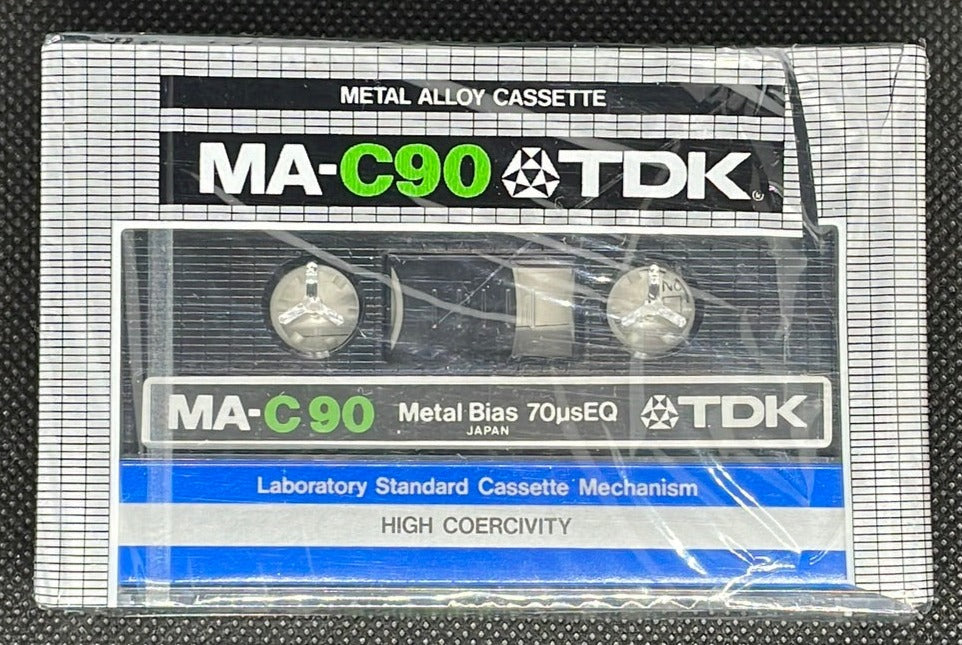 METAL ALLOY CASSETTE
MA-C90 TDK®
MA-C90 Metal Bias 70μsEQ TDK
JAPAN
Laboratory Standard Cassette Mechanism
HIGH COERCIVITY